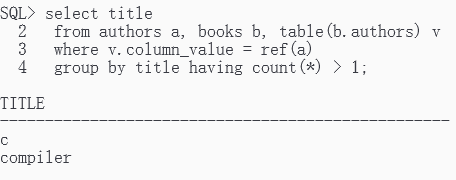 SQL> select title
2 from authors a, books b, table(b.authors) v
3 where v.column_value = ref(a)
4 group by title having count(*) > 1;
TITLE
--------------------------------------------------
c
compiler